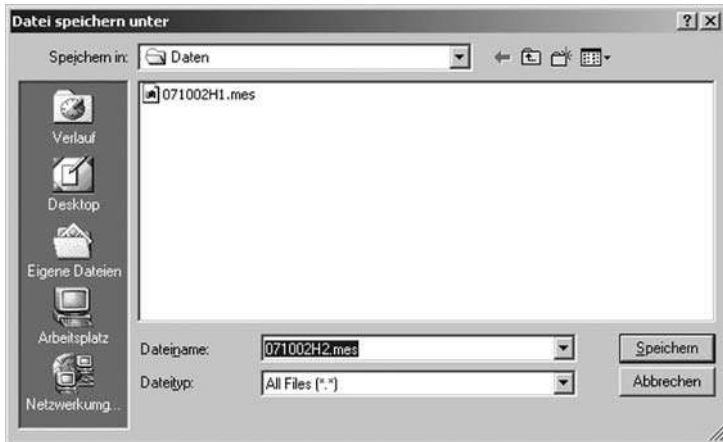 Datei speichern unter
Speichern in:
Daten
071002H1.mes
Verlauf
Desktop
Eigene Dateien
Arbeitsplatz
Netzwerkumg...
Dateiname:
071002H2.mes
Speichern
Dateityp:
All Files (*.*)
Abbrechen